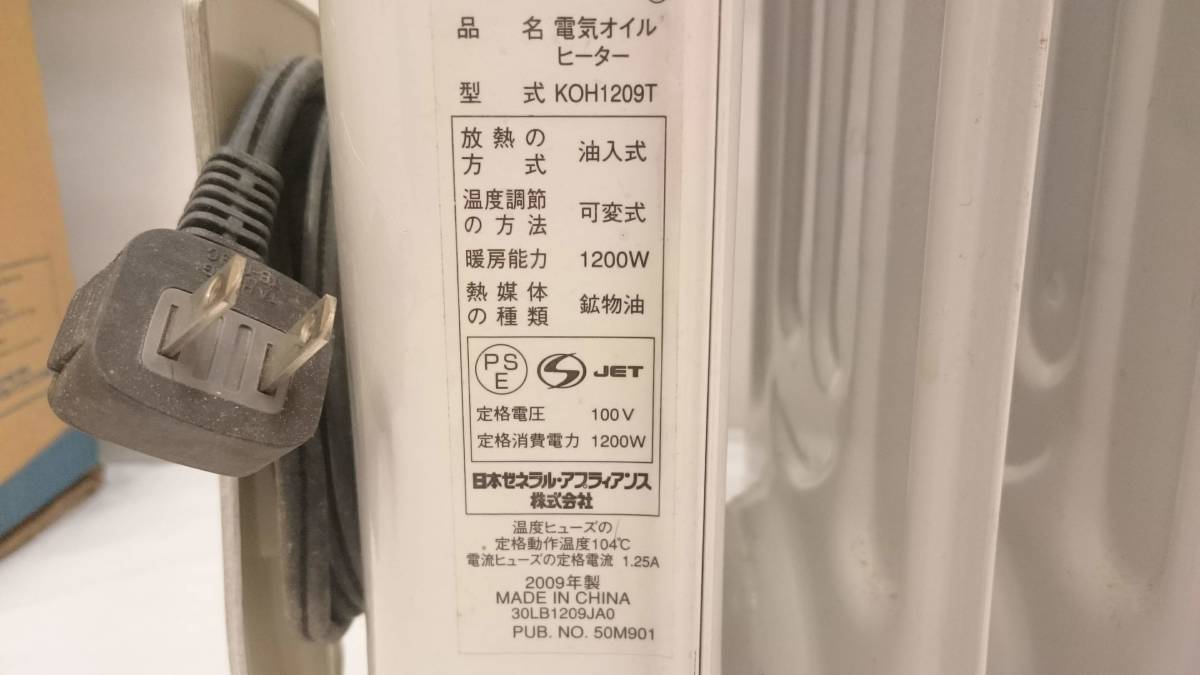 品 名 電気オイル
ヒーター
型 式 KOH1209T
放熱の
方 式 油入式
温度調節
の方法 可変式
暖房能力 1200W
熱媒体
の種類 鉱物油
PS
E JET
定格電圧 100V
定格消費電力 1200W
日本ゼネラル・アプライアンス
株式会社
温度ヒューズの
定格動作温度104℃
電流ヒューズの定格電流 1.25A
2009年製
MADE IN CHINA
30LB1209JA0
PUB. NO. 50M901